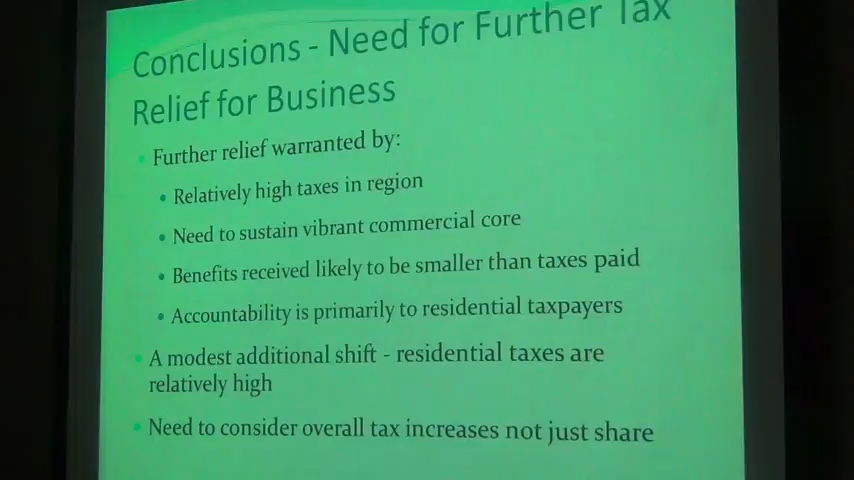 Conclusions - Need for Further Tax
Relief for Business
Further relief warranted by:
Relatively high taxes in region
Need to sustain vibrant commercial core
Benefits received likely to be smaller than taxes paid
Accountability is primarily to residential taxpayers
A modest additional shift - residential taxes are
relatively high
Need to consider overall tax increases not just share